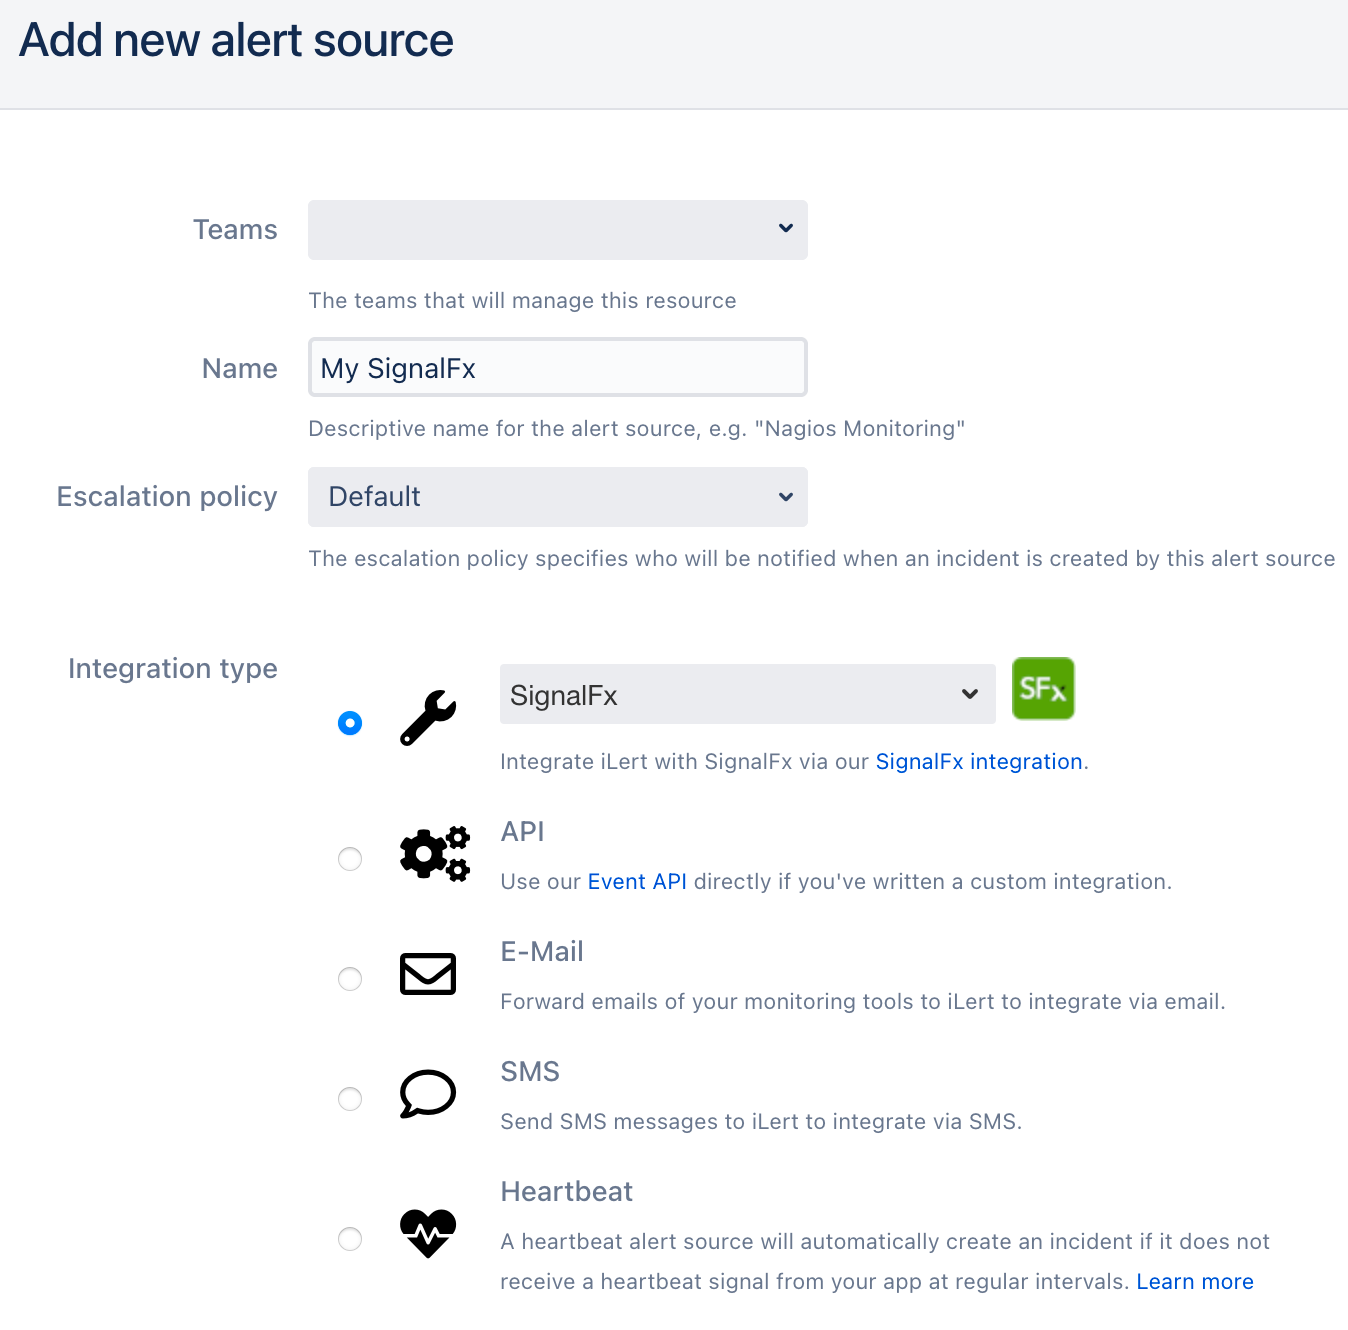 Add new alert source
Teams
The teams that will manage this resource
Name
My SignalFx
Descriptive name for the alert source, e.g. "Nagios Monitoring"
Escalation policy
Default
The escalation policy specifies who will be notified when an incident is created by this alert source
Integration type
SignalFx
SFx
Integrate iLert with SignalFx via our SignalFx integration.
API
Use our Event API directly if you've written a custom integration.
E-Mail
Forward emails of your monitoring tools to iLert to integrate via email.
SMS
Send SMS messages to iLert to integrate via SMS.
Heartbeat
A heartbeat alert source will automatically create an incident if it does not
receive a heartbeat signal from your app at regular intervals. Learn more